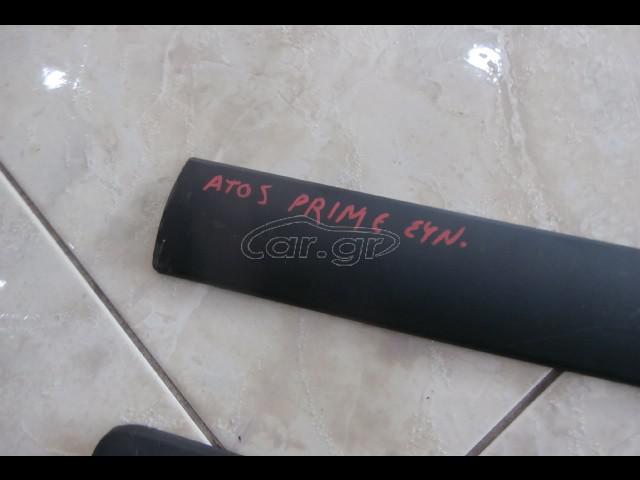 ATOS PRIME ΣΥΝ.
car.gr